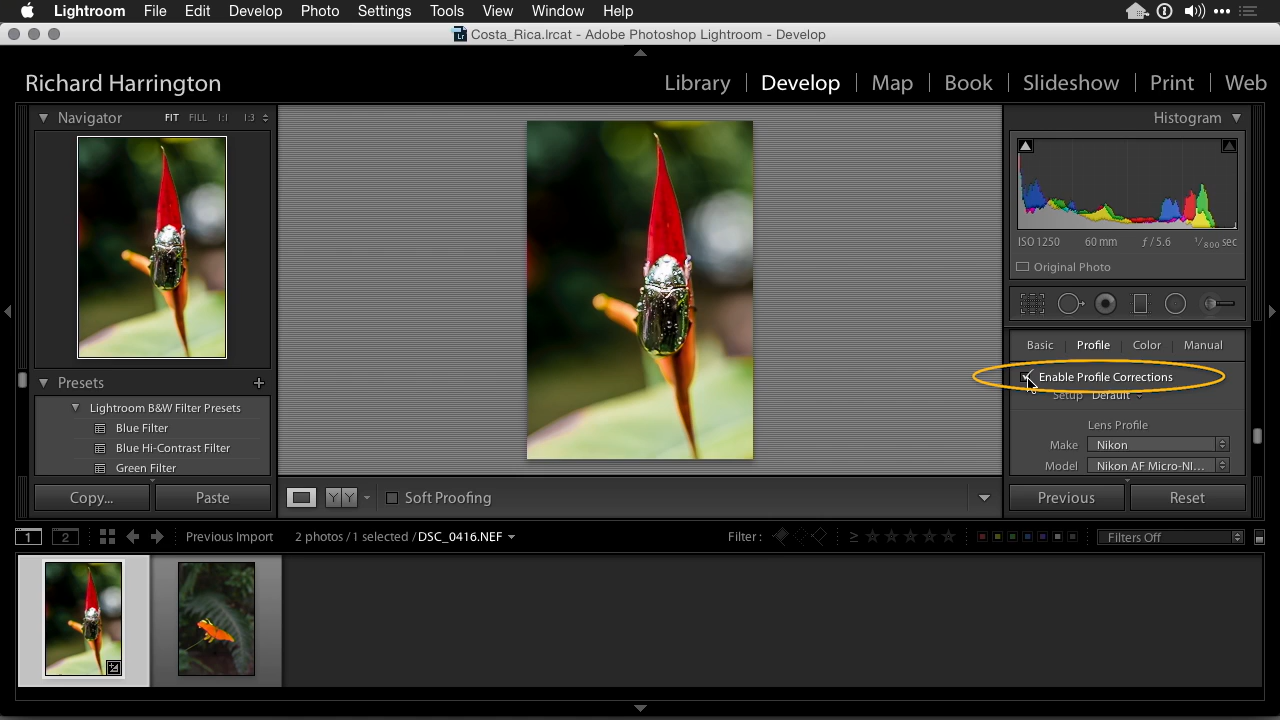 Lightroom File Edit Develop Photo Settings Tools View Window Help
Costa_Rica.lrcat - Adobe Photoshop Lightroom - Develop
Richard Harrington
Library | Develop | Map | Book | Slideshow | Print | Web
Navigator FIT FILL 1:1 1:3
Histogram
ISO 1250 60 mm ƒ / 5.6 1/800 sec
Original Photo
Basic | Profile | Color | Manual
Enable Profile Corrections
Setup Default
Lens Profile
Make Nikon
Model Nikon AF Micro-NI...
Presets
Lightroom B&W Filter Presets
Blue Filter
Blue Hi-Contrast Filter
Green Filter
Copy... Paste
YY Soft Proofing
Previous Reset
1 2 Previous Import 2 photos / 1 selected / DSC_0416.NEF Filter : ≥ Filters Off